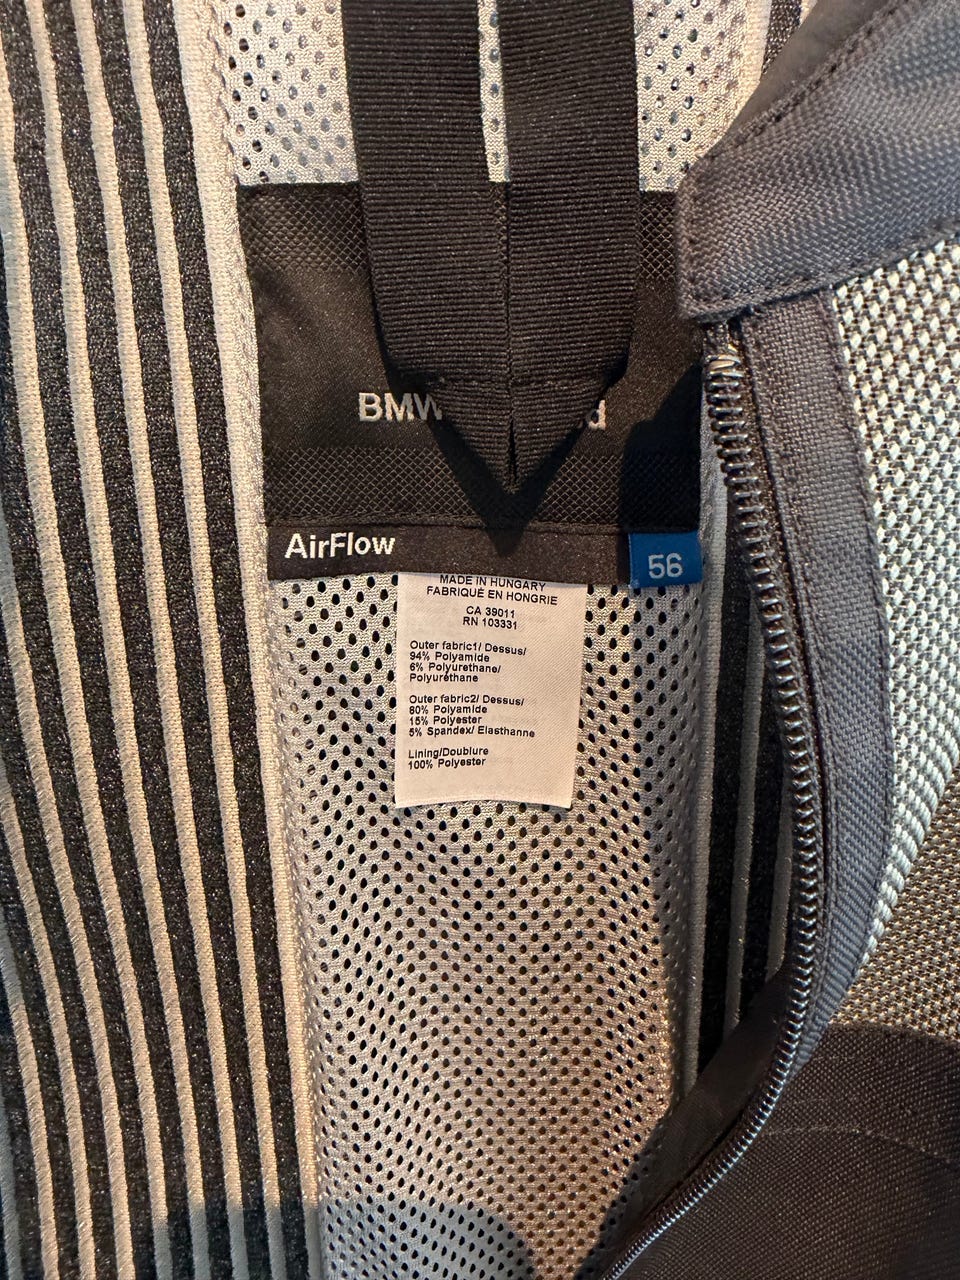 BMW
AirFlow
56
MADE IN HUNGARY
FABRIQUÉ EN HONGRIE
CA 39011
RN 103331
Outer fabric1/ Dessus/
94% Polyamide
6% Polyurethane/
Polyuréthane
Outer fabric2/ Dessus/
80% Polyamide
15% Polyester
5% Spandex/ Elasthanne
Lining/Doublure
100% Polyester